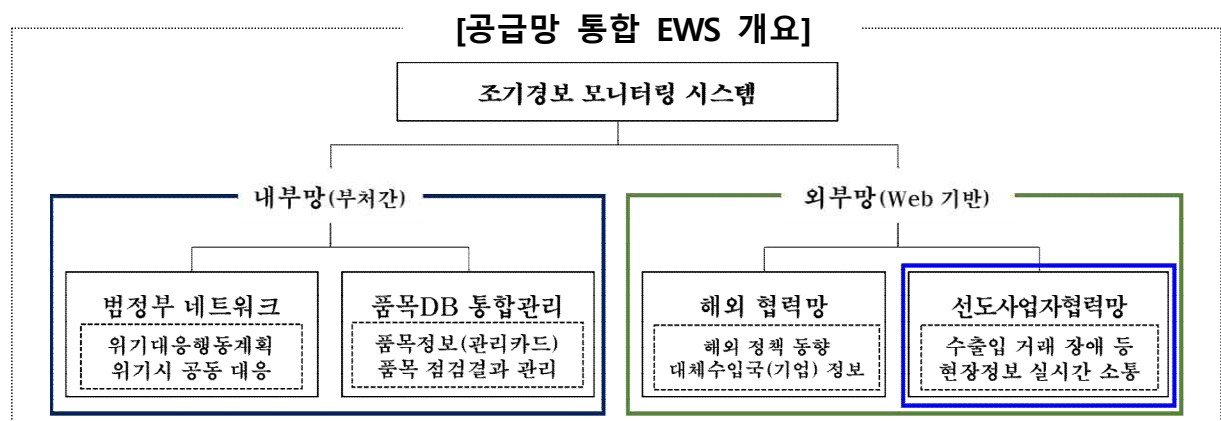 [공급망 통합 EWS 개요]
조기경보 모니터링 시스템
내부망(부처간)
외부망(Web 기반)
범정부 네트워크
위기대응행동계획
위기시 공동 대응
품목DB 통합관리
품목정보(관리카드)
품목 점검결과 관리
해외 협력망
해외 정책 동향
대체수입국(기업) 정보
선도사업자협력망
수출입 거래 장애 등
현장정보 실시간 소통